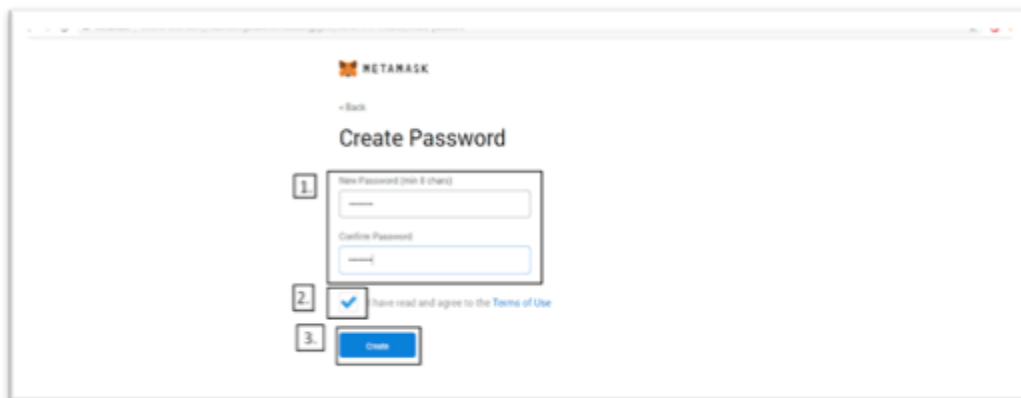 METAMASK
< Back
Create Password
1.
New Password (min 8 chars)
Confirm Password
2.
I have read and agree to the Terms of Use
3.
Create